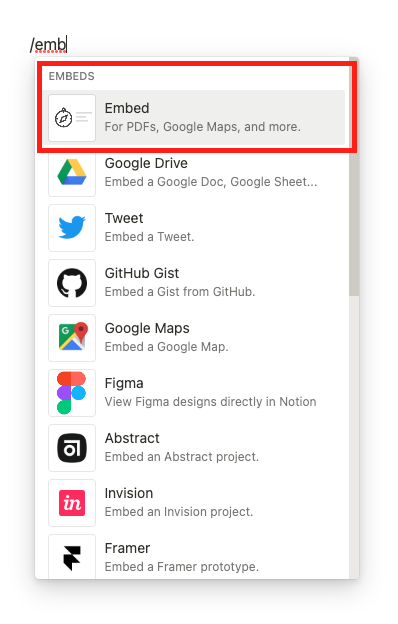 /emb
EMBEDS
Embed
For PDFs, Google Maps, and more.
Google Drive
Embed a Google Doc, Google Sheet...
Tweet
Embed a Tweet.
GitHub Gist
Embed a Gist from GitHub.
G
Google Maps
Embed a Google Map.
Figma
View Figma designs directly in Notion
Abstract
Embed an Abstract project.
in
Invision
Embed an Invision project.
Framer
Embed a Framer prototype.